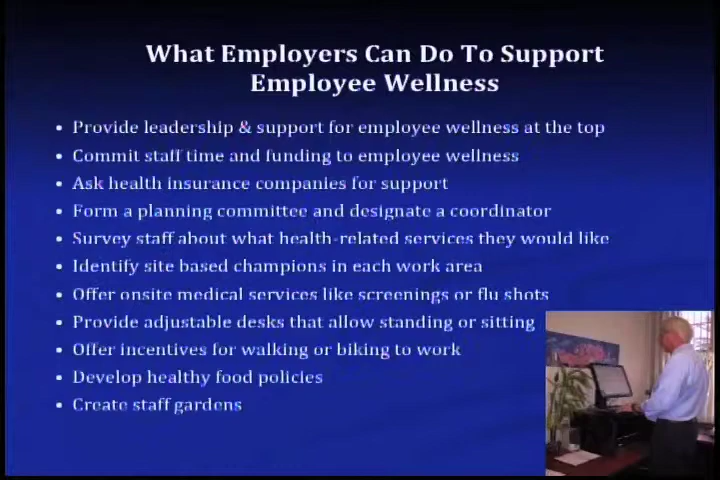 What Employers Can Do To Support
Employee Wellness
• Provide leadership & support for employee wellness at the top
• Commit staff time and funding to employee wellness
• Ask health insurance companies for support
• Form a planning committee and designate a coordinator
• Survey staff about what health-related services they would like
• Identify site based champions in each work area
• Offer onsite medical services like screenings or flu shots
• Provide adjustable desks that allow standing or sitting
• Offer incentives for walking or biking to work
• Develop healthy food policies
• Create staff gardens